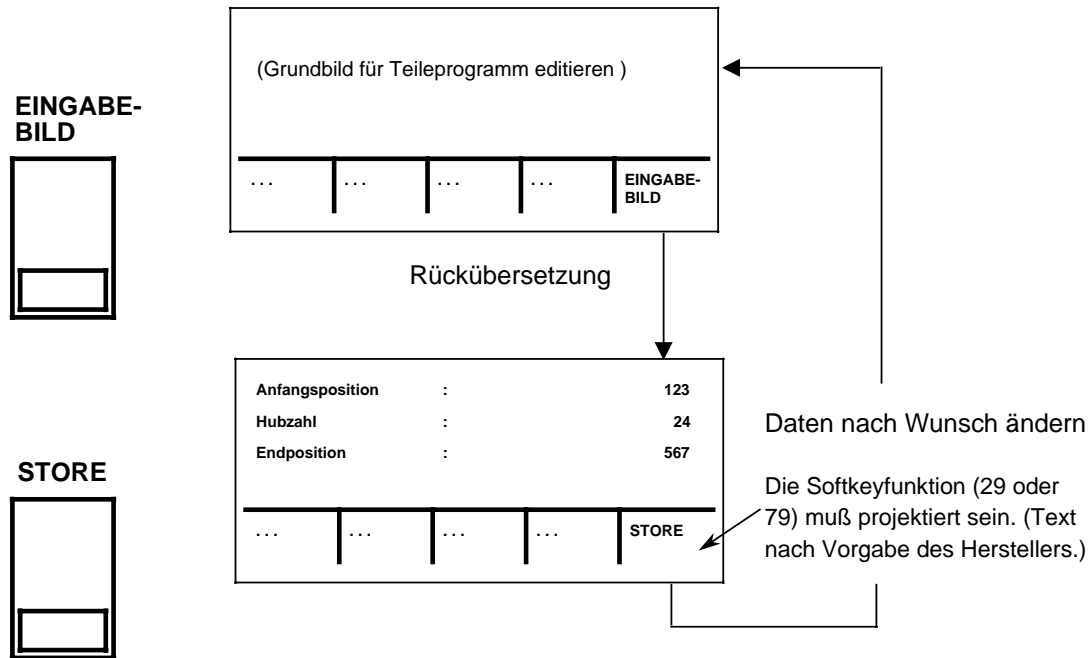 (Grundbild für Teileprogramm editieren )
EINGABE-
BILD
. . . . . . . . . . . . EINGABE-
BILD
Rückübersetzung
Anfangsposition : 123
Hubzahl : 24
Endposition : 567
Daten nach Wunsch ändern
STORE
Die Softkeyfunktion (29 oder
79) muß projektiert sein. (Text
nach Vorgabe des Herstellers.)
. . . . . . . . . . . . STORE